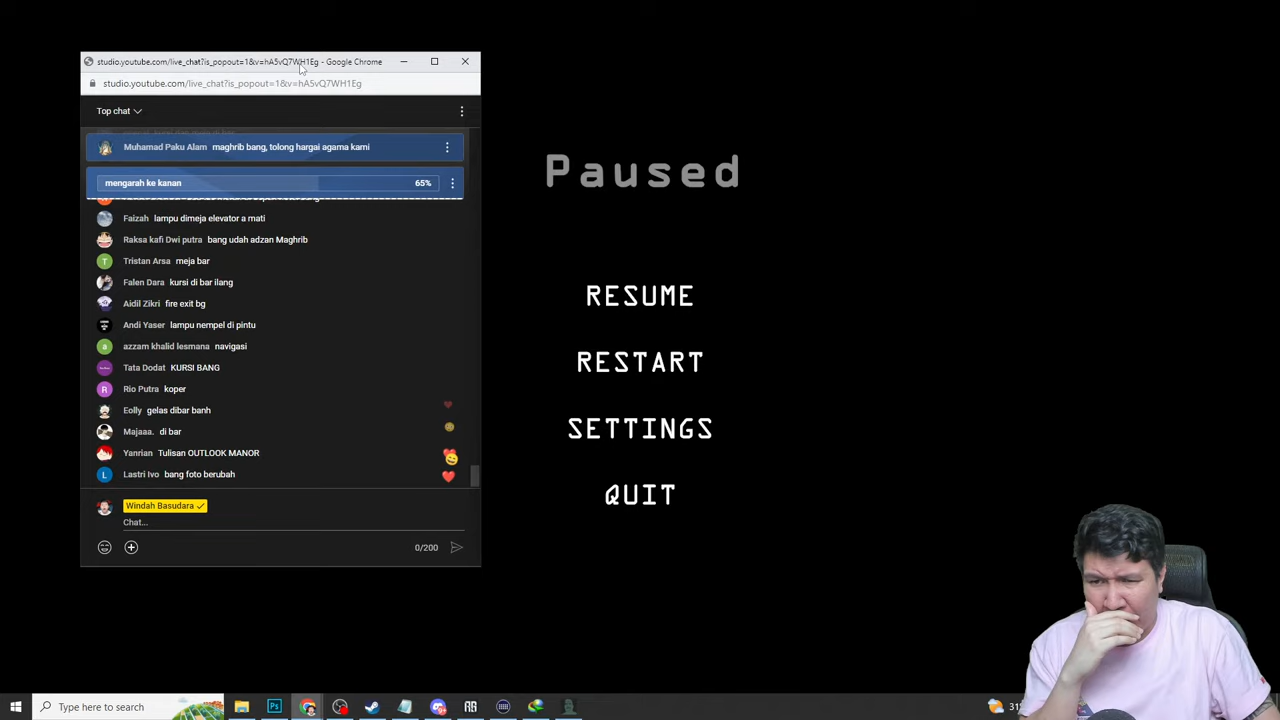 studio.youtube.com/live_chat?is_popout=1&v=hA5vQ7WH1Eg - Google Chrome
studio.youtube.com/live_chat?is_popout=1&v=hA5vQ7WH1Eg
Top chat
Muhamad Paku Alam maghrib bang, tolong hargai agama kami
mengarah ke kanan 65%
Faizah lampu dimeja elevator a mati
Raksa kafi Dwi putra bang udah adzan Maghrib
Tristan Arsa meja bar
Falen Dara kursi di bar ilang
Aidil Zikri fire exit bg
Andi Yaser lampu nempel di pintu
azzam khalid lesmana navigasi
Tata Dodat KURSI BANG
Rio Putra koper
Eolly gelas dibar banh
Majaaa. di bar
Yanrian Tulisan OUTLOOK MANOR
Lastri Ivo bang foto berubah
Windah Basudara
Chat...
0/200
Paused
RESUME
RESTART
SETTINGS
QUIT
Type here to search